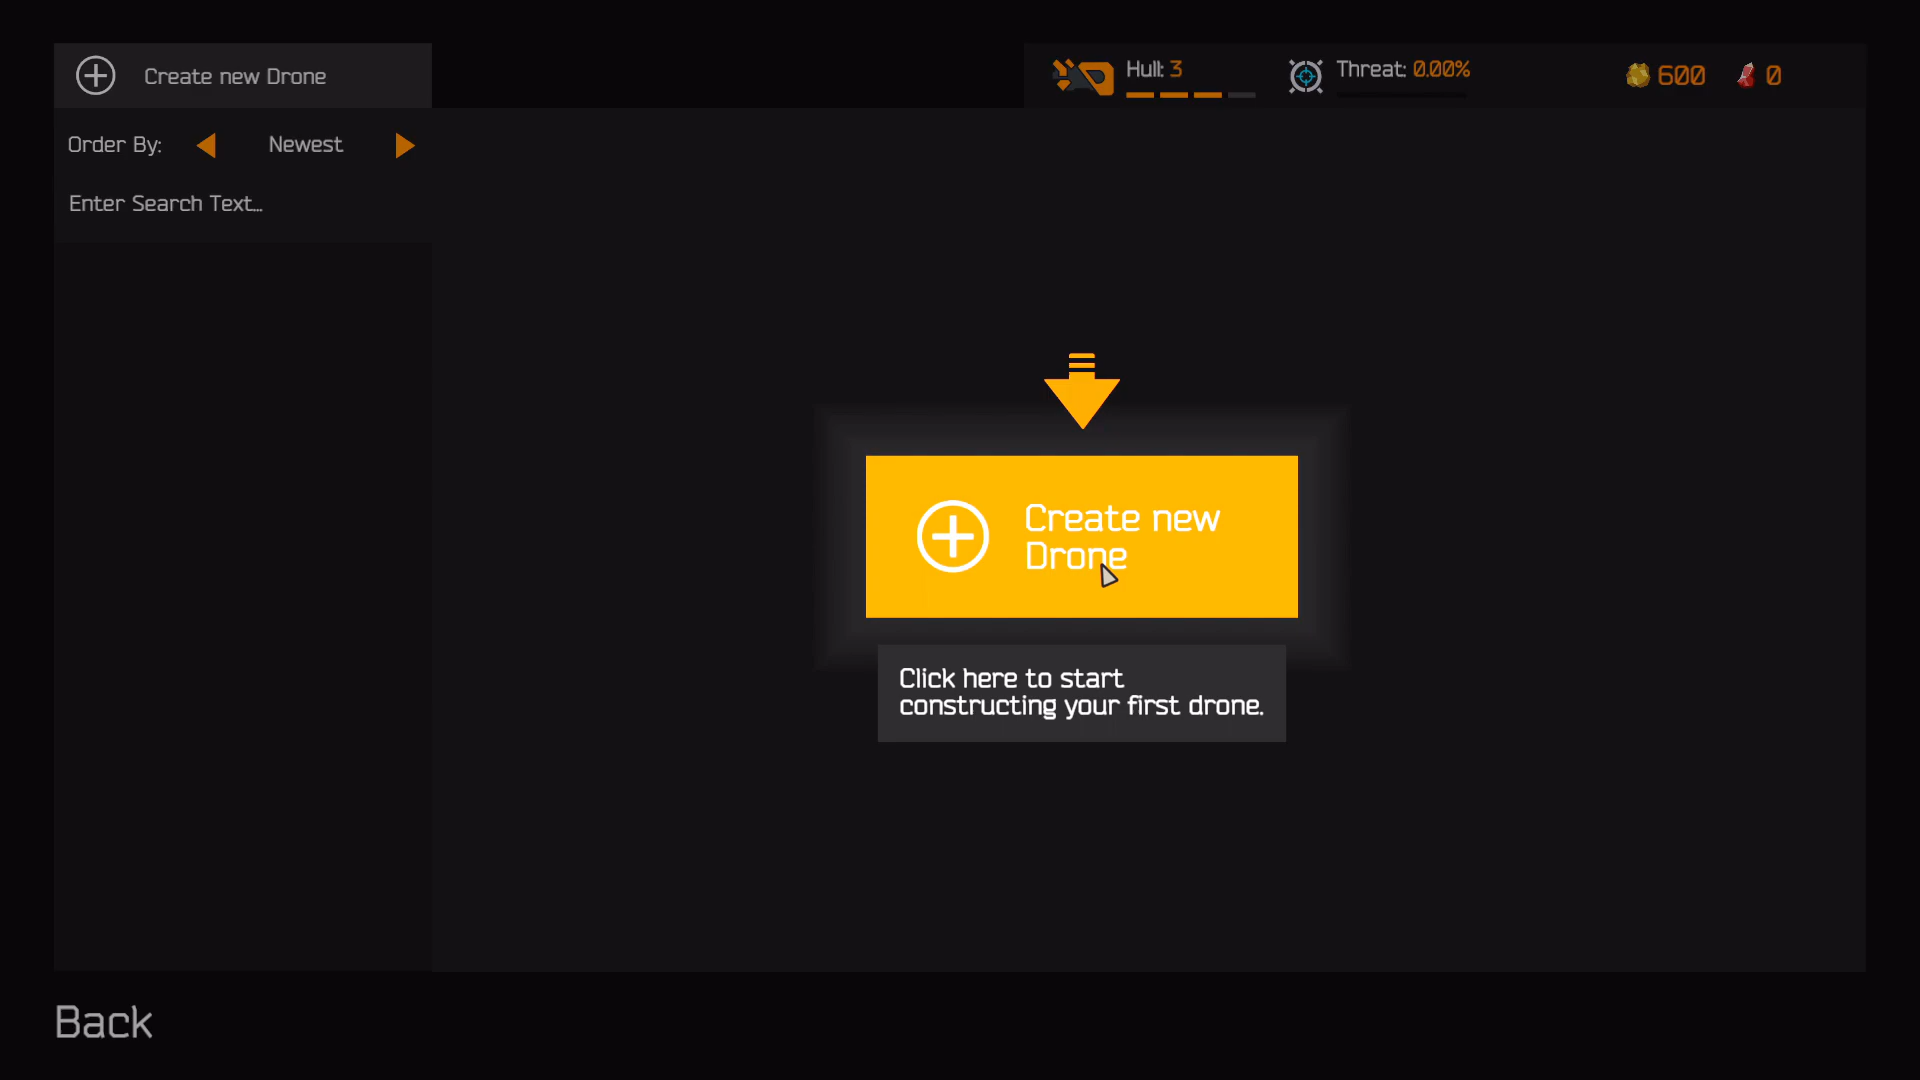 Create new Drone
Hull: 3
Threat: 0.00%
600
0
Order By:
Newest
Enter Search Text...
Create new
Drone
Click here to start
constructing your first drone.
Back